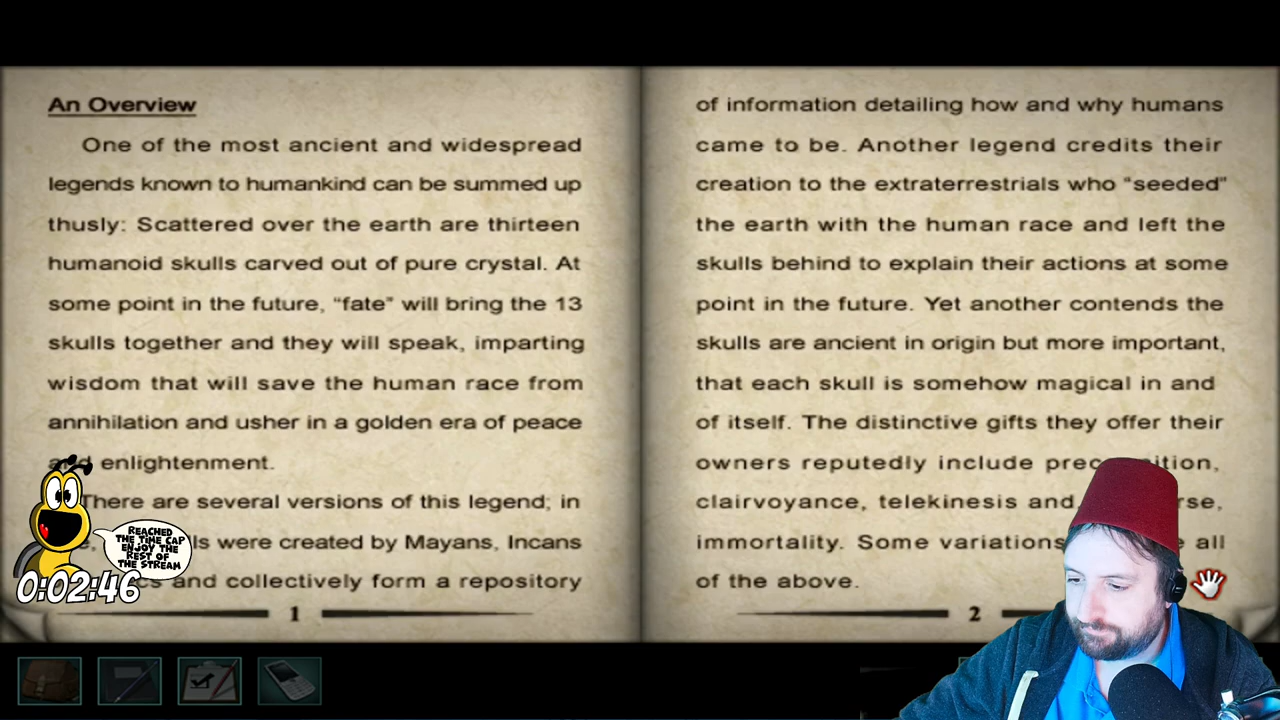 An Overview
One of the most ancient and widespread
legends known to humankind can be summed up
thusly: Scattered over the earth are thirteen
humanoid skulls carved out of pure crystal. At
some point in the future, "fate" will bring the 13
skulls together and they will speak, imparting
wisdom that will save the human race from
annihilation and usher in a golden era of peace
and enlightenment.
There are several versions of this legend; in
were created by Mayans, Incans
and collectively form a repository
1
of information detailing how and why humans
came to be. Another legend credits their
creation to the extraterrestrials who "seeded"
the earth with the human race and left the
skulls behind to explain their actions at some
point in the future. Yet another contends the
skulls are ancient in origin but more important,
that each skull is somehow magical in and
of itself. The distinctive gifts they offer their
owners reputedly include
clairvoyance, telekinesis and
immortality. Some variations all
of the above.
2
REACHED
THE TIME CAP
ENJOY THE
REST OF
THE STREAM
0:02:46